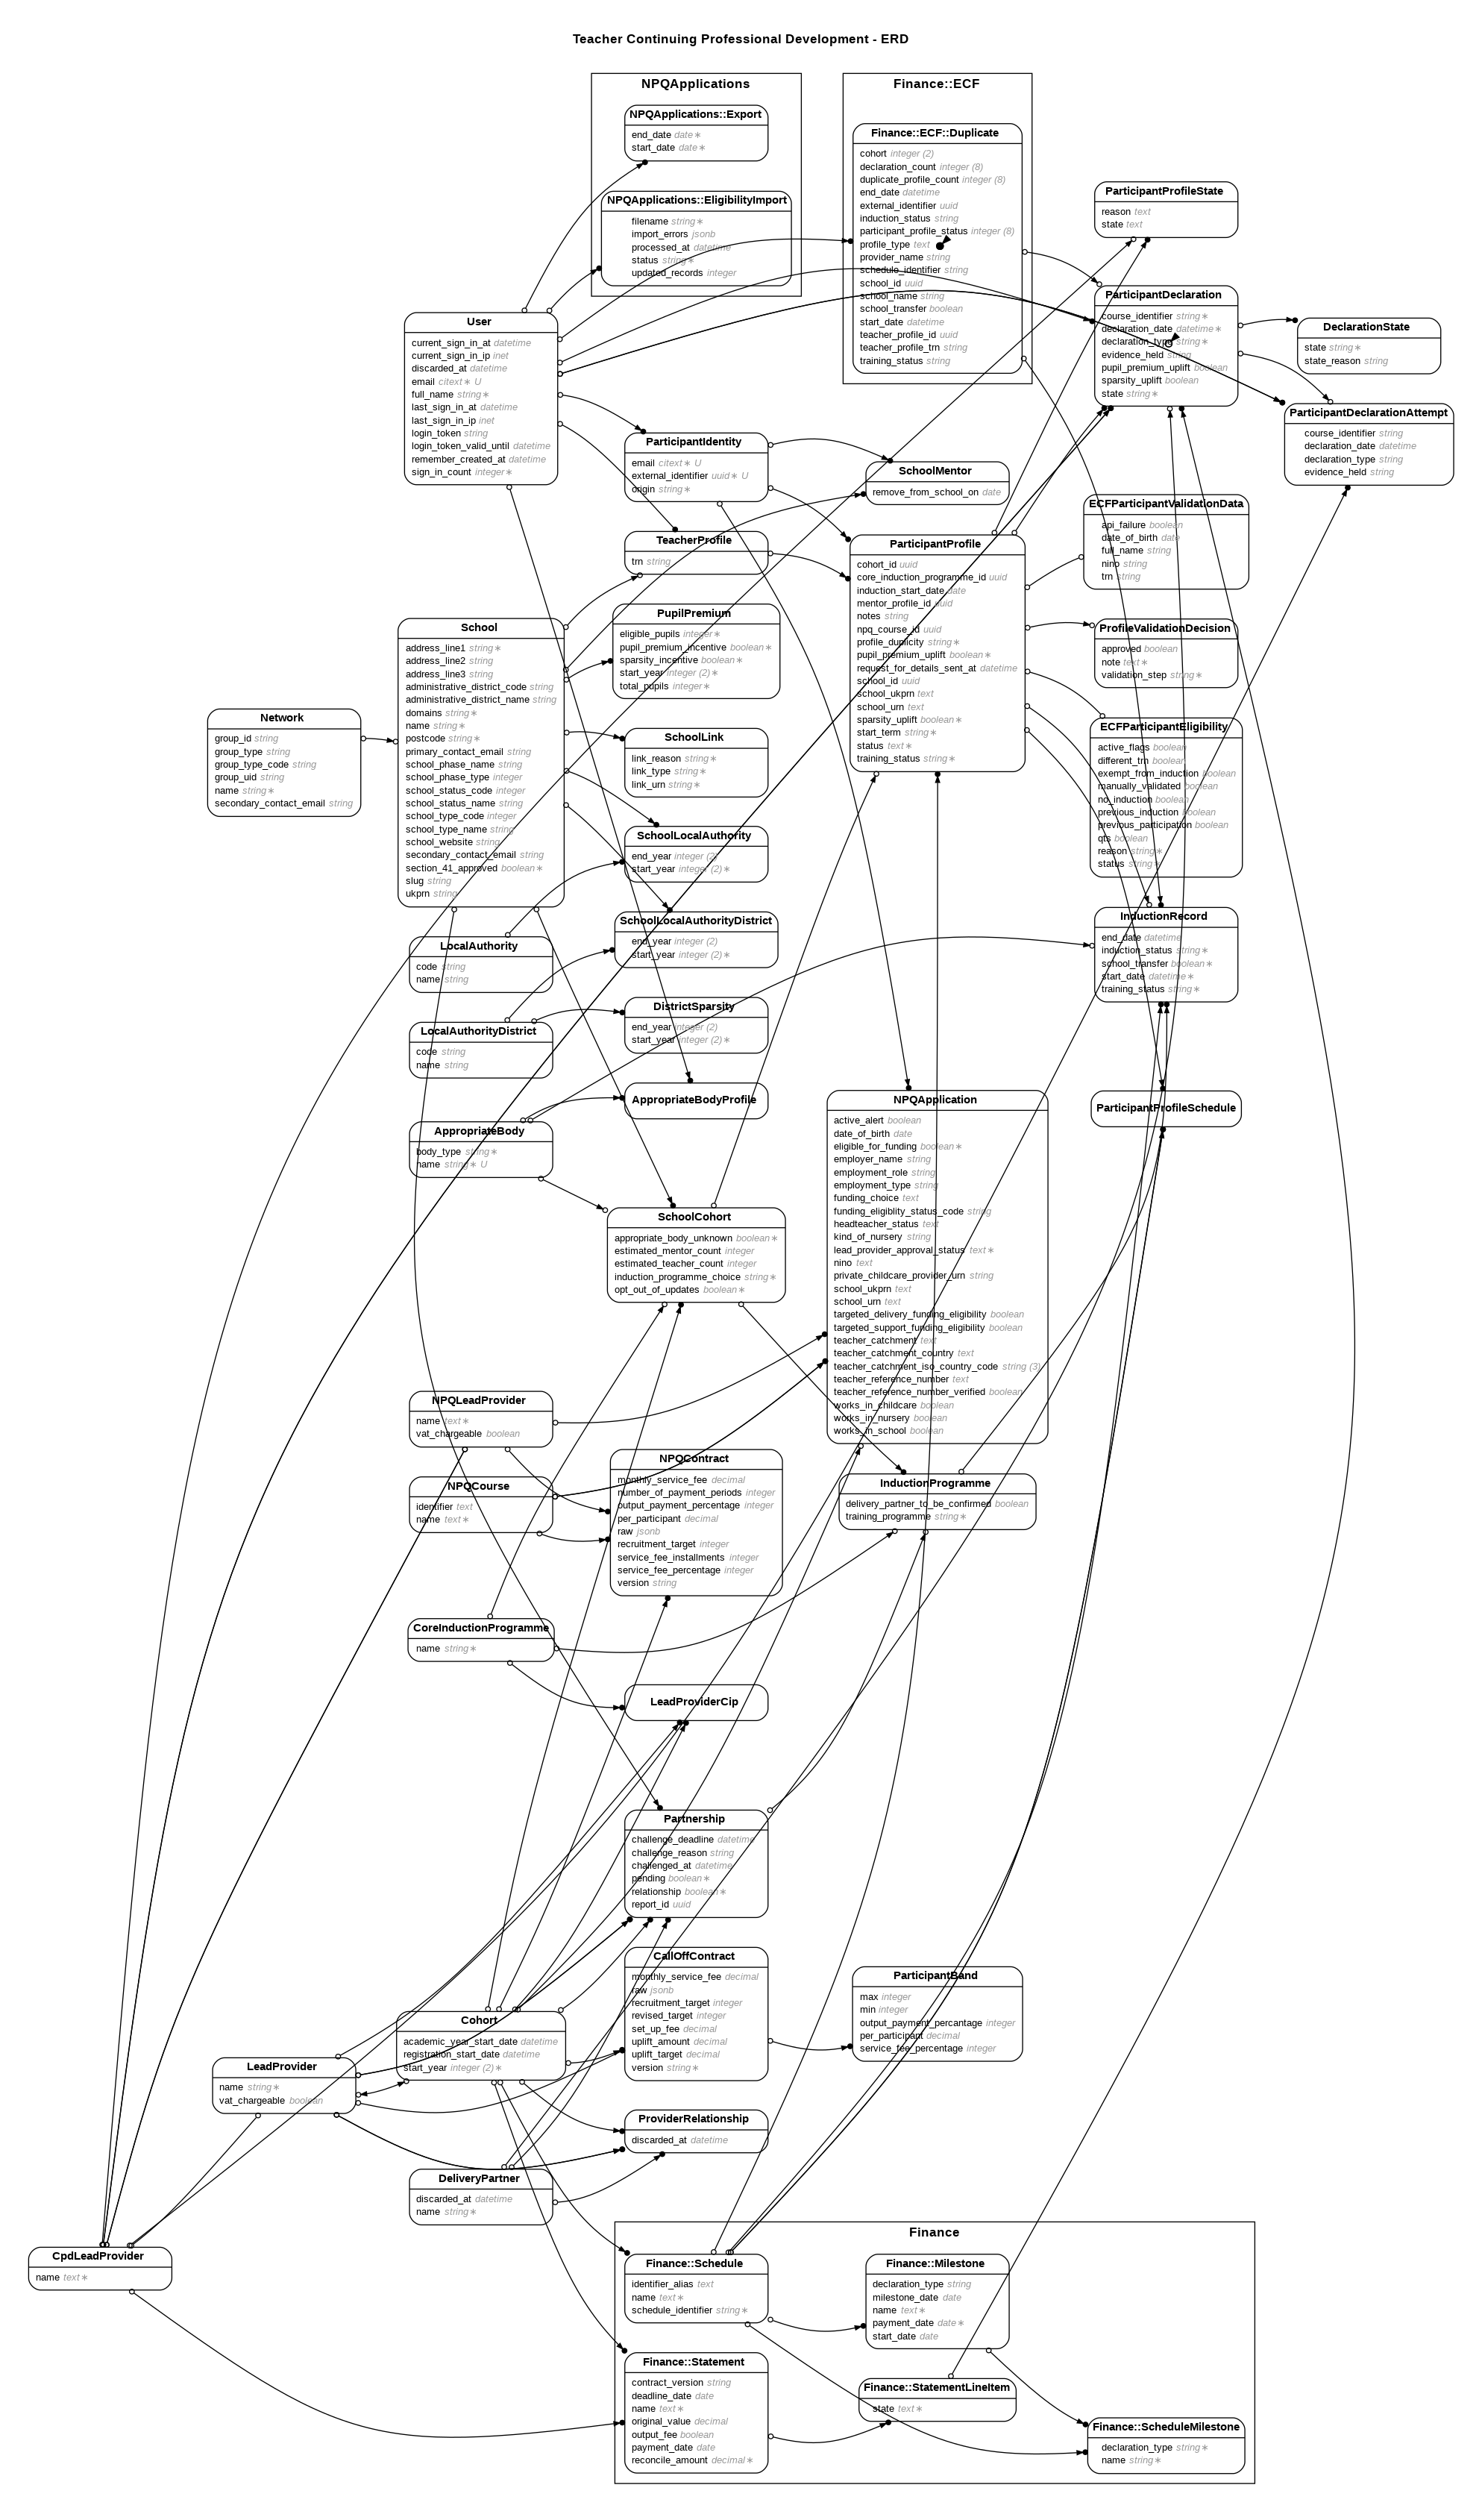 Teacher Continuing Professional Development - ERD
NPQApplications
NPQApplications::Export
end_date date ∗
start_date date ∗
NPQApplications::EligibilityImport
filename string ∗
import_errors jsonb
processed_at datetime
status string ∗
updated_records integer
Finance::ECF
Finance::ECF::Duplicate
cohort integer (2)
declaration_count integer (8)
duplicate_profile_count integer (8)
end_date datetime
external_identifier uuid
induction_status string
participant_profile_status integer (8)
profile_type text
provider_name string
schedule_identifier string
school_id uuid
school_name string
school_transfer boolean
start_date datetime
teacher_profile_id uuid
teacher_profile_trn string
training_status string
ParticipantProfileState
reason text
state text
ParticipantDeclaration
course_identifier string ∗
declaration_date datetime ∗
declaration_type string ∗
evidence_held string
pupil_premium_uplift boolean
sparsity_uplift boolean
state string ∗
DeclarationState
state string ∗
state_reason string
ParticipantDeclarationAttempt
course_identifier string
declaration_date datetime
declaration_type string
evidence_held string
User
current_sign_in_at datetime
current_sign_in_ip inet
discarded_at datetime
email citext ∗ U
full_name string ∗
last_sign_in_at datetime
last_sign_in_ip inet
login_token string
login_token_valid_until datetime
remember_created_at datetime
sign_in_count integer ∗
ParticipantIdentity
email citext ∗ U
external_identifier uuid ∗ U
origin string ∗
SchoolMentor
remove_from_school_on date
TeacherProfile
trn string
ParticipantProfile
cohort_id uuid
core_induction_programme_id uuid
induction_start_date date
mentor_profile_id uuid
notes string
npq_course_id uuid
profile_duplicity string ∗
pupil_premium_uplift boolean ∗
request_for_details_sent_at datetime
school_id uuid
school_ukprn text
school_urn text
sparsity_uplift boolean ∗
start_term string ∗
status text ∗
training_status string ∗
ECFParticipantValidationData
api_failure boolean
date_of_birth date
full_name string
nino string
trn string
ProfileValidationDecision
approved boolean
note text ∗
validation_step string ∗
ECFParticipantEligibility
active_flags boolean
different_trn boolean
exempt_from_induction boolean
manually_validated boolean
no_induction boolean
previous_induction boolean
previous_participation boolean
qts boolean
reason string ∗
status string ∗
InductionRecord
end_date datetime
induction_status string ∗
school_transfer boolean ∗
start_date datetime ∗
training_status string ∗
ParticipantProfileSchedule
PupilPremium
eligible_pupils integer ∗
pupil_premium_incentive boolean ∗
sparsity_incentive boolean ∗
start_year integer (2) ∗
total_pupils integer ∗
School
address_line1 string ∗
address_line2 string
address_line3 string
administrative_district_code string
administrative_district_name string
domains string ∗
name string ∗
postcode string ∗
primary_contact_email string
school_phase_name string
school_phase_type integer
school_status_code integer
school_status_name string
school_type_code integer
school_type_name string
school_website string
secondary_contact_email string
section_41_approved boolean ∗
slug string
ukprn string
Network
group_id string
group_type string
group_type_code string
group_uid string
name string ∗
secondary_contact_email string
SchoolLink
link_reason string ∗
link_type string ∗
link_urn string ∗
SchoolLocalAuthority
end_year integer (2)
start_year integer (2) ∗
SchoolLocalAuthorityDistrict
end_year integer (2)
start_year integer (2) ∗
LocalAuthority
code string
name string
LocalAuthorityDistrict
code string
name string
DistrictSparsity
end_year integer (2)
start_year integer (2) ∗
AppropriateBodyProfile
AppropriateBody
body_type string ∗
name string ∗ U
SchoolCohort
appropriate_body_unknown boolean ∗
estimated_mentor_count integer
estimated_teacher_count integer
induction_programme_choice string ∗
opt_out_of_updates boolean ∗
NPQApplication
active_alert boolean
date_of_birth date
eligible_for_funding boolean ∗
employer_name string
employment_role string
employment_type string
funding_choice text
funding_eligiblity_status_code string
headteacher_status text
kind_of_nursery string
lead_provider_approval_status text ∗
nino text
private_childcare_provider_urn string
school_ukprn text
school_urn text
targeted_delivery_funding_eligibility boolean
targeted_support_funding_eligibility boolean
teacher_catchment text
teacher_catchment_country text
teacher_catchment_iso_country_code string (3)
teacher_reference_number text
teacher_reference_number_verified boolean
works_in_childcare boolean
works_in_nursery boolean
works_in_school boolean
NPQLeadProvider
name text ∗
vat_chargeable boolean
NPQCourse
identifier text
name text ∗
NPQContract
monthly_service_fee decimal
number_of_payment_periods integer
output_payment_percentage integer
per_participant decimal
raw jsonb
recruitment_target integer
service_fee_installments integer
service_fee_percentage integer
version string
InductionProgramme
delivery_partner_to_be_confirmed boolean
training_programme string ∗
CoreInductionProgramme
name string ∗
LeadProviderCip
Partnership
challenge_deadline datetime
challenge_reason string
challenged_at datetime
pending boolean ∗
relationship boolean ∗
report_id uuid
CallOffContract
monthly_service_fee decimal
raw jsonb
recruitment_target integer
revised_target integer
set_up_fee decimal
uplift_amount decimal
uplift_target decimal
version string ∗
ParticipantBand
max integer
min integer
output_payment_percantage integer
per_participant decimal
service_fee_percentage integer
Cohort
academic_year_start_date datetime
registration_start_date datetime
start_year integer (2) ∗
LeadProvider
name string ∗
vat_chargeable boolean
ProviderRelationship
discarded_at datetime
DeliveryPartner
discarded_at datetime
name string ∗
CpdLeadProvider
name text ∗
Finance
Finance::Schedule
identifier_alias text
name text ∗
schedule_identifier string ∗
Finance::Milestone
declaration_type string
milestone_date date
name text ∗
payment_date date ∗
start_date date
Finance::Statement
contract_version string
deadline_date date
name text ∗
original_value decimal
output_fee boolean
payment_date date
reconcile_amount decimal ∗
Finance::StatementLineItem
state text ∗
Finance::ScheduleMilestone
declaration_type string ∗
name string ∗